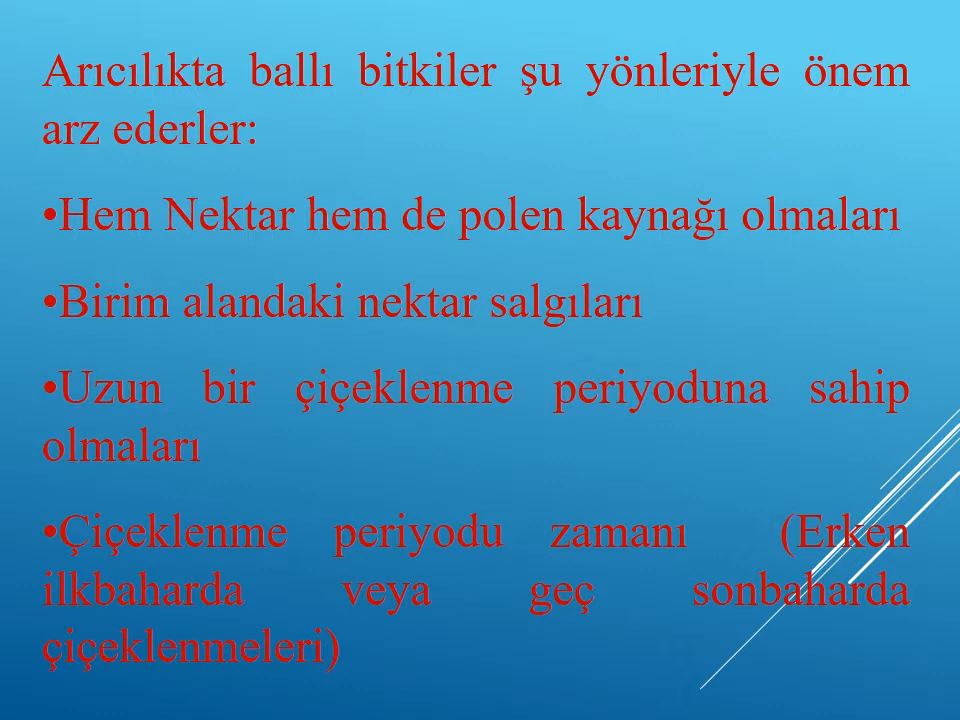 Arıcılıkta ballı bitkiler şu yönleriyle önem
arz ederler:
•Hem Nektar hem de polen kaynağı olmaları
•Birim alandaki nektar salgıları
•Uzun bir çiçeklenme periyoduna sahip
olmaları
•Çiçeklenme periyodu zamanı (Erken
ilkbaharda veya geç sonbaharda
çiçeklenmeleri)